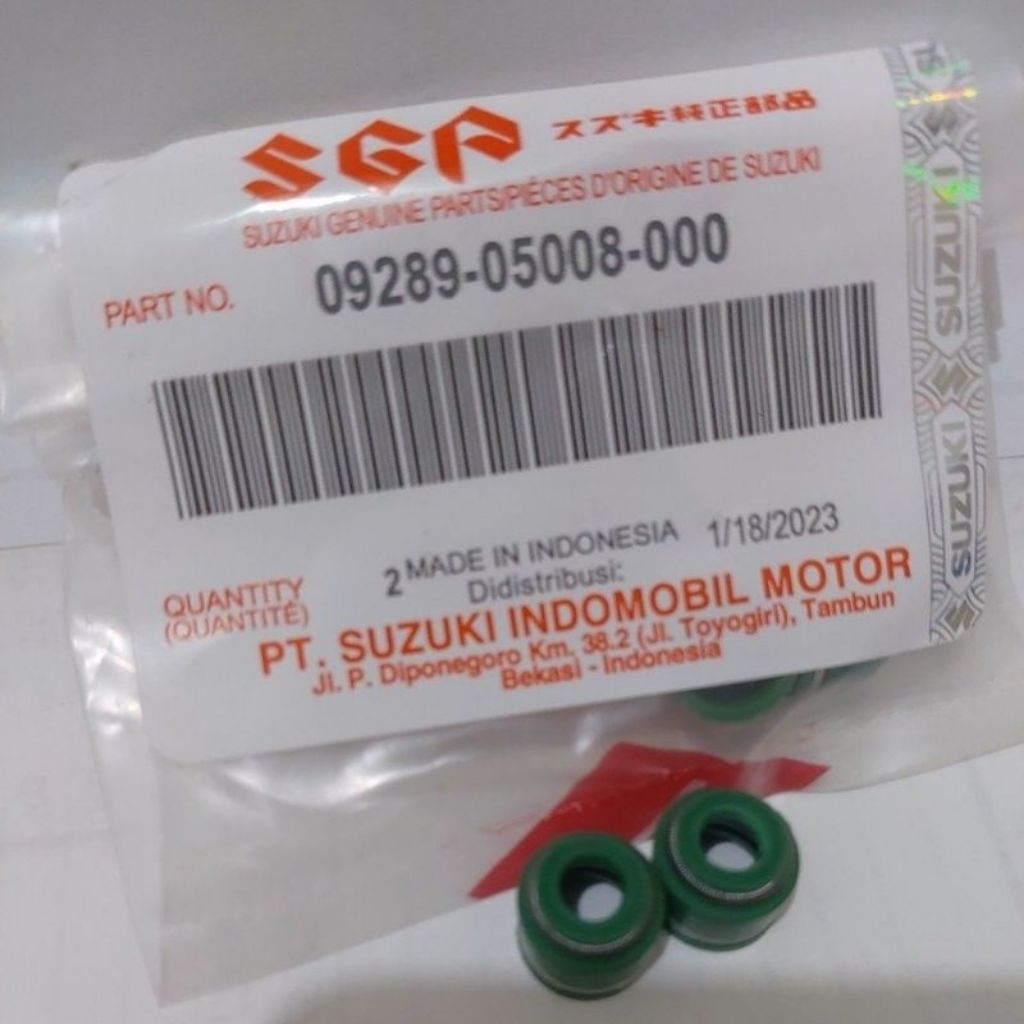 SGP スズキ純正部品
SUZUKI GENUINE PARTS/PIÉCES D'ORIGINE DE SUZUKI
PART NO. 09289-05008-000
2 MADE IN INDONESIA 1/18/2023
QUANTITY
(QUANTITÉ)
Didistribusi:
PT. SUZUKI INDOMOBIL MOTOR
Jl. P. Diponegoro Km. 38.2 (Jl. Toyogiri), Tambun
Bekasi - Indonesia
SUZUKI
SUZUKI